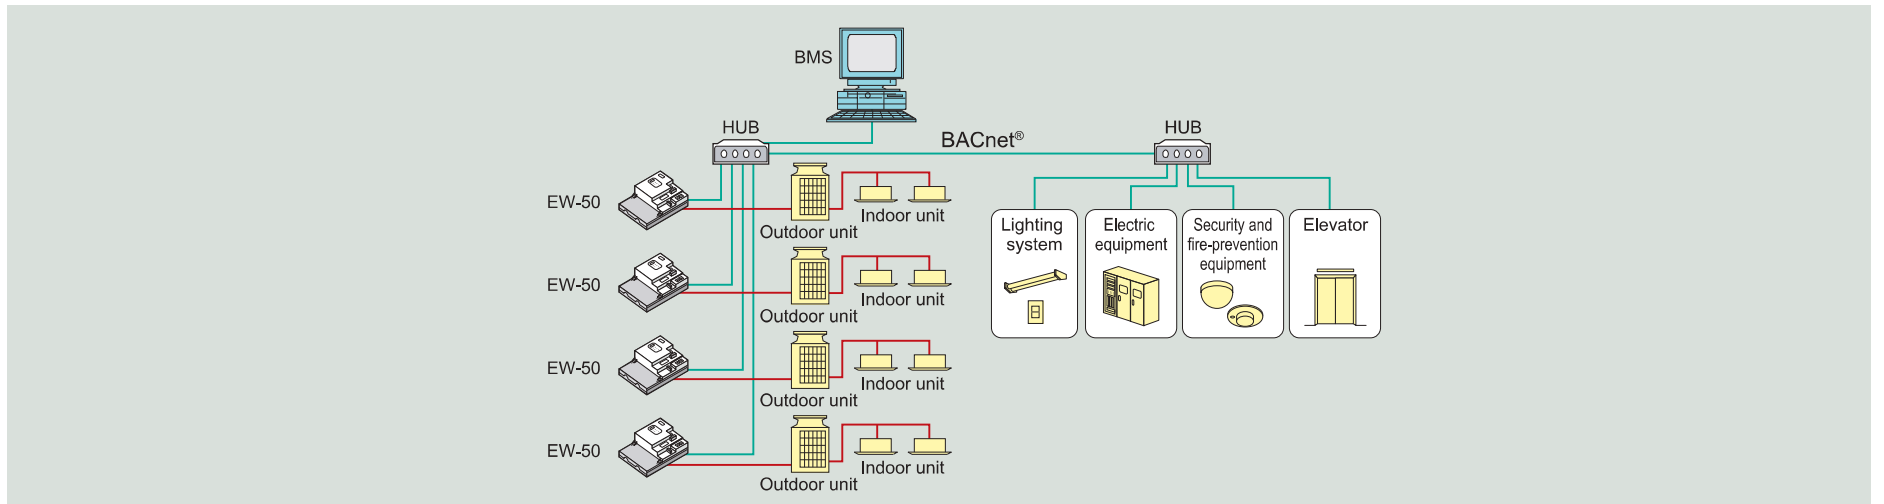 BMS
HUB
BACnet®
HUB
EW-50
Indoor unit
Outdoor unit
EW-50
Indoor unit
Outdoor unit
EW-50
Indoor unit
Outdoor unit
EW-50
Indoor unit
Outdoor unit
Lighting
system
Electric
equipment
Security and
fire-prevention
equipment
Elevator